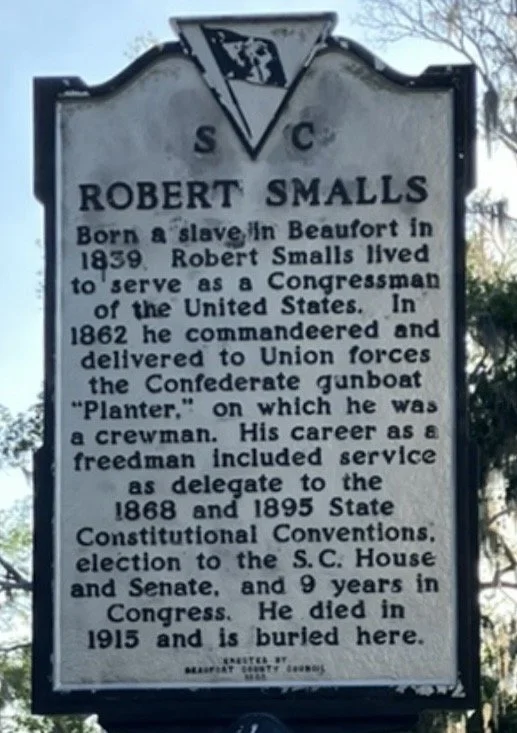 S C
ROBERT SMALLS
Born a slave in Beaufort in
1839 Robert Smalls lived
to serve as a Congressman
of the United States. In
1862 he commandeered and
delivered to Union forces
the Confederate gunboat
"Planter," on which he was
a crewman. His career as a
freedman included service
as delegate to the
1868 and 1895 State
Constitutional Conventions,
election to the S.C. House
and Senate, and 9 years in
Congress. He died in
1915 and is buried here.
ERECTED BY
BEAUFORT COUNTY COUNCIL